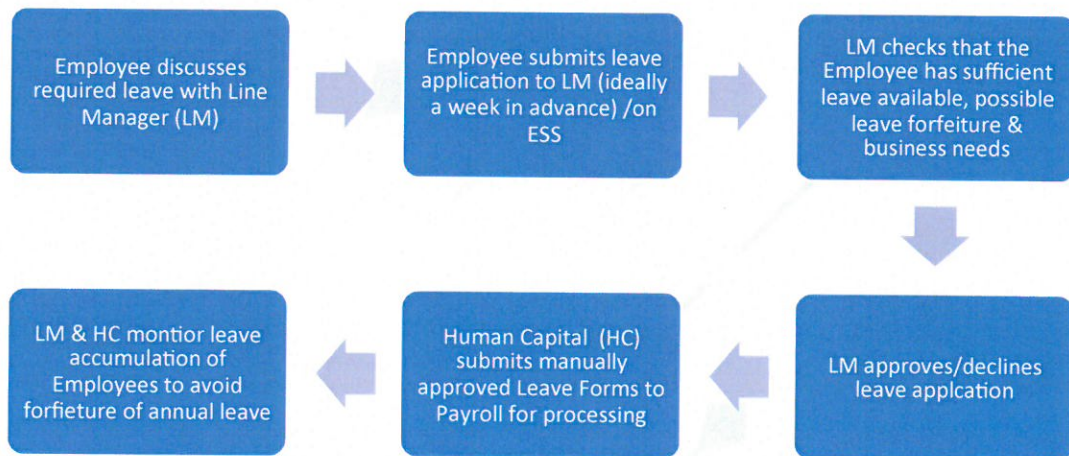 Employee discusses
required leave with Line
Manager (LM)
Employee submits leave
application to LM (ideally
a week in advance) /on
ESS
LM checks that the
Employee has sufficient
leave available, possible
leave forfeiture &
business needs
LM approves/declines
leave applcation
Human Capital (HC)
submits manually
approved Leave Forms to
Payroll for processing
LM & HC montior leave
accumulation of
Employees to avoid
forfieture of annual leave